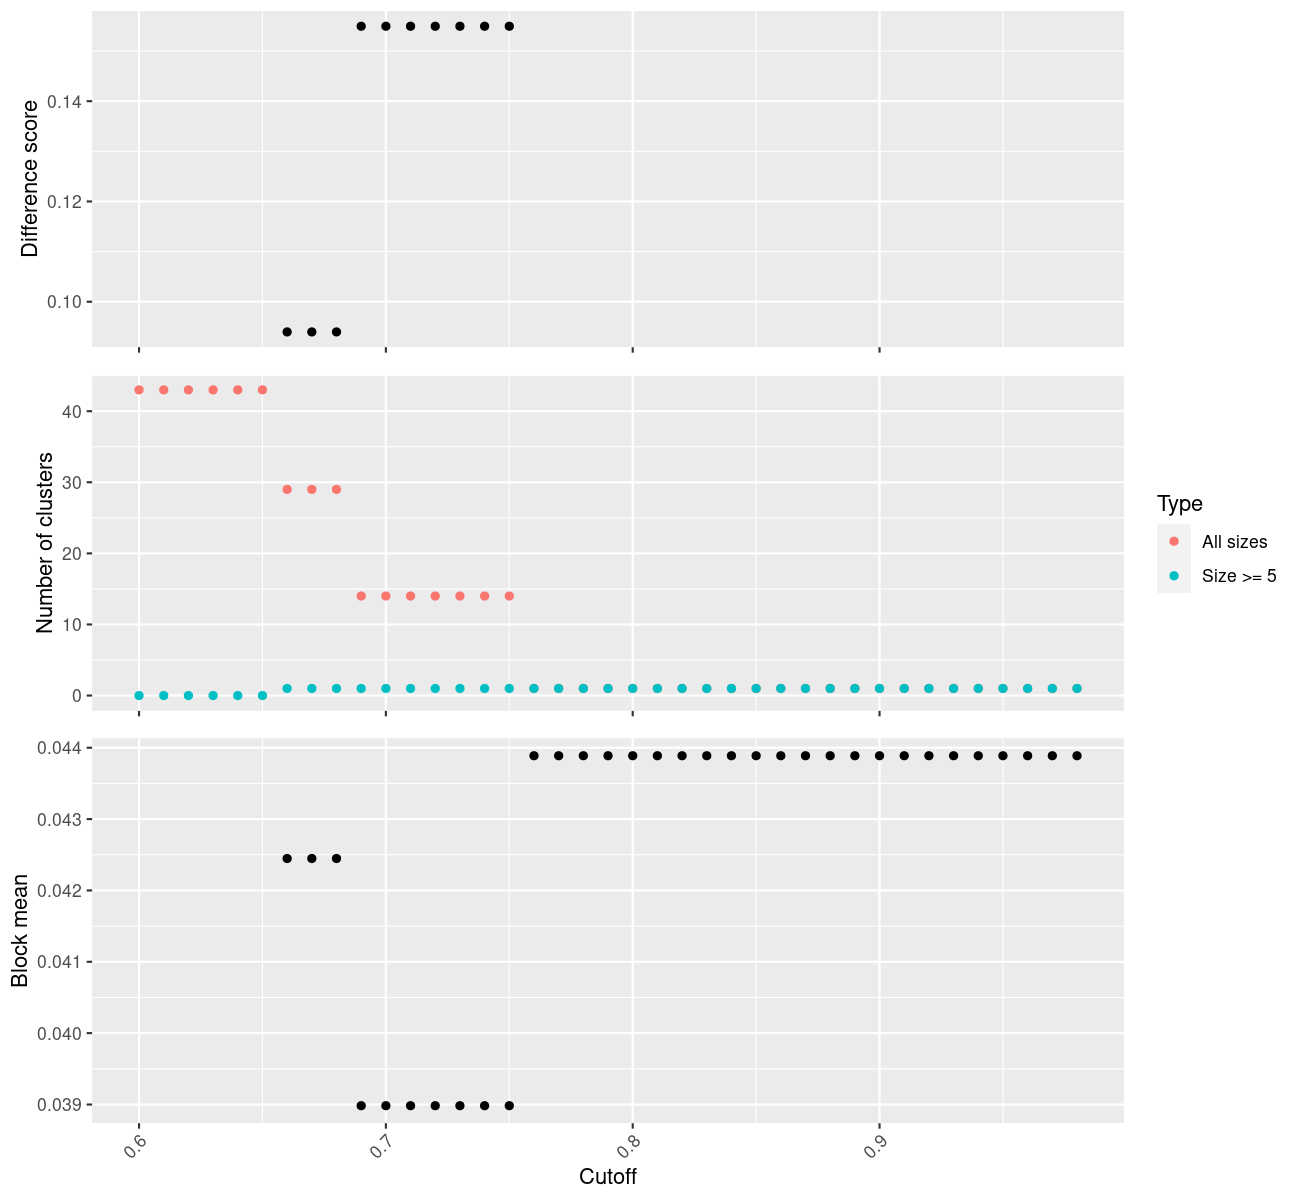 Difference score
0.14
0.12
0.10
Number of clusters
40
30
20
10
0
Type
All sizes
Size >= 5
Block mean
0.044
0.043
0.042
0.041
0.040
0.039
0.6
0.7
0.8
0.9
Cutoff